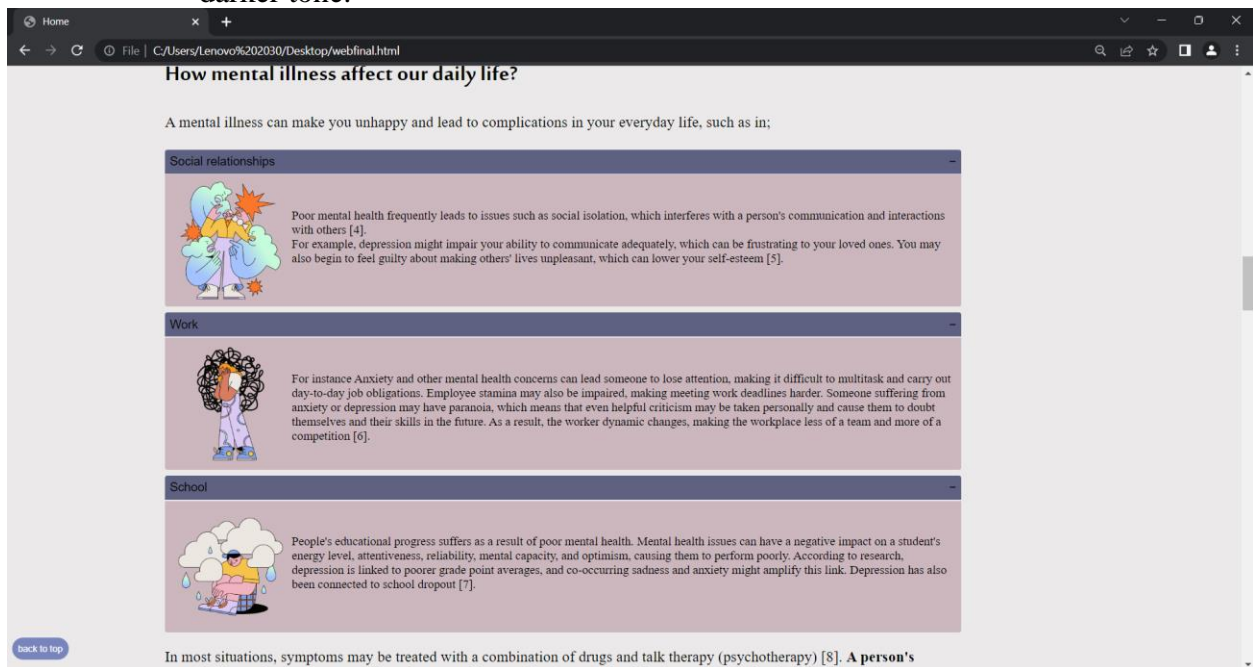 darker tone.
Home
File | C:/Users/Lenovo%202030/Desktop/webfinal.html
How mental illness affect our daily life?
A mental illness can make you unhappy and lead to complications in your everyday life, such as in;
Social relationships
Poor mental health frequently leads to issues such as social isolation, which interferes with a person's communication and interactions
with others [4].
For example, depression might impair your ability to communicate adequately, which can be frustrating to your loved ones. You may
also begin to feel guilty about making others' lives unpleasant, which can lower your self-esteem [5].
Work
For instance Anxiety and other mental health concerns can lead someone to lose attention, making it difficult to multitask and carry out
day-to-day job obligations. Employee stamina may also be impaired, making meeting work deadlines harder. Someone suffering from
anxiety or depression may have paranoia, which means that even helpful criticism may be taken personally and cause them to doubt
themselves and their skills in the future. As a result, the worker dynamic changes, making the workplace less of a team and more of a
competition [6].
School
People's educational progress suffers as a result of poor mental health. Mental health issues can have a negative impact on a student's
energy level, attentiveness, reliability, mental capacity, and optimism, causing them to perform poorly. According to research,
depression is linked to poorer grade point averages, and co-occurring sadness and anxiety might amplify this link. Depression has also
been connected to school dropout [7].
back to top
In most situations, symptoms may be treated with a combination of drugs and talk therapy (psychotherapy) [8]. A person's